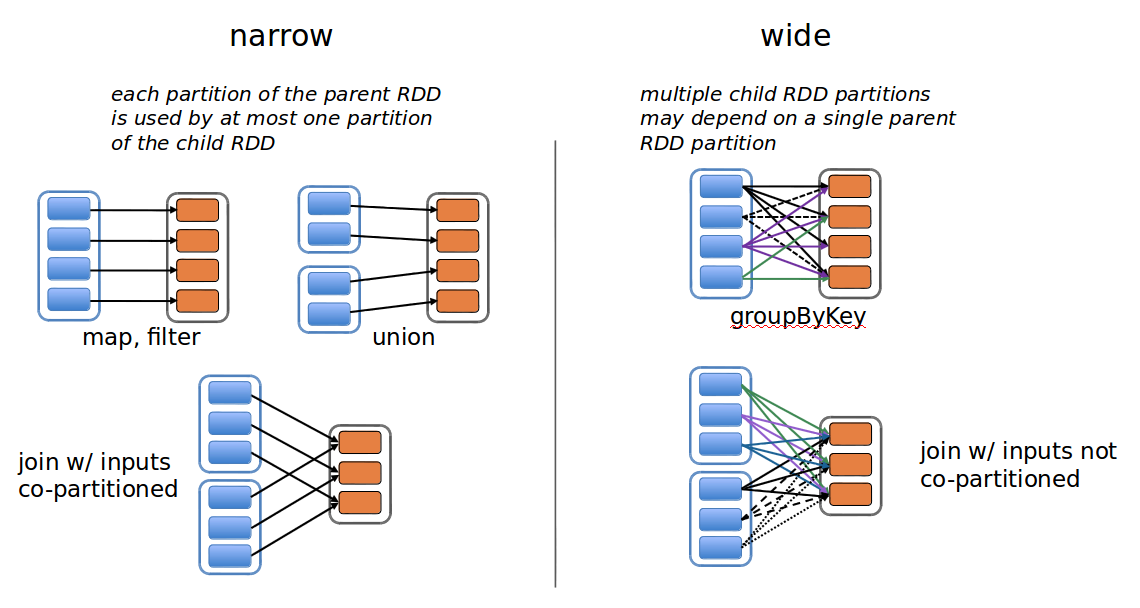 narrow
each partition of the parent RDD
is used by at most one partition
of the child RDD
map, filter
union
join w/ inputs
co-partitioned
wide
multiple child RDD partitions
may depend on a single parent
RDD partition
groupByKey
join w/ inputs not
co-partitioned